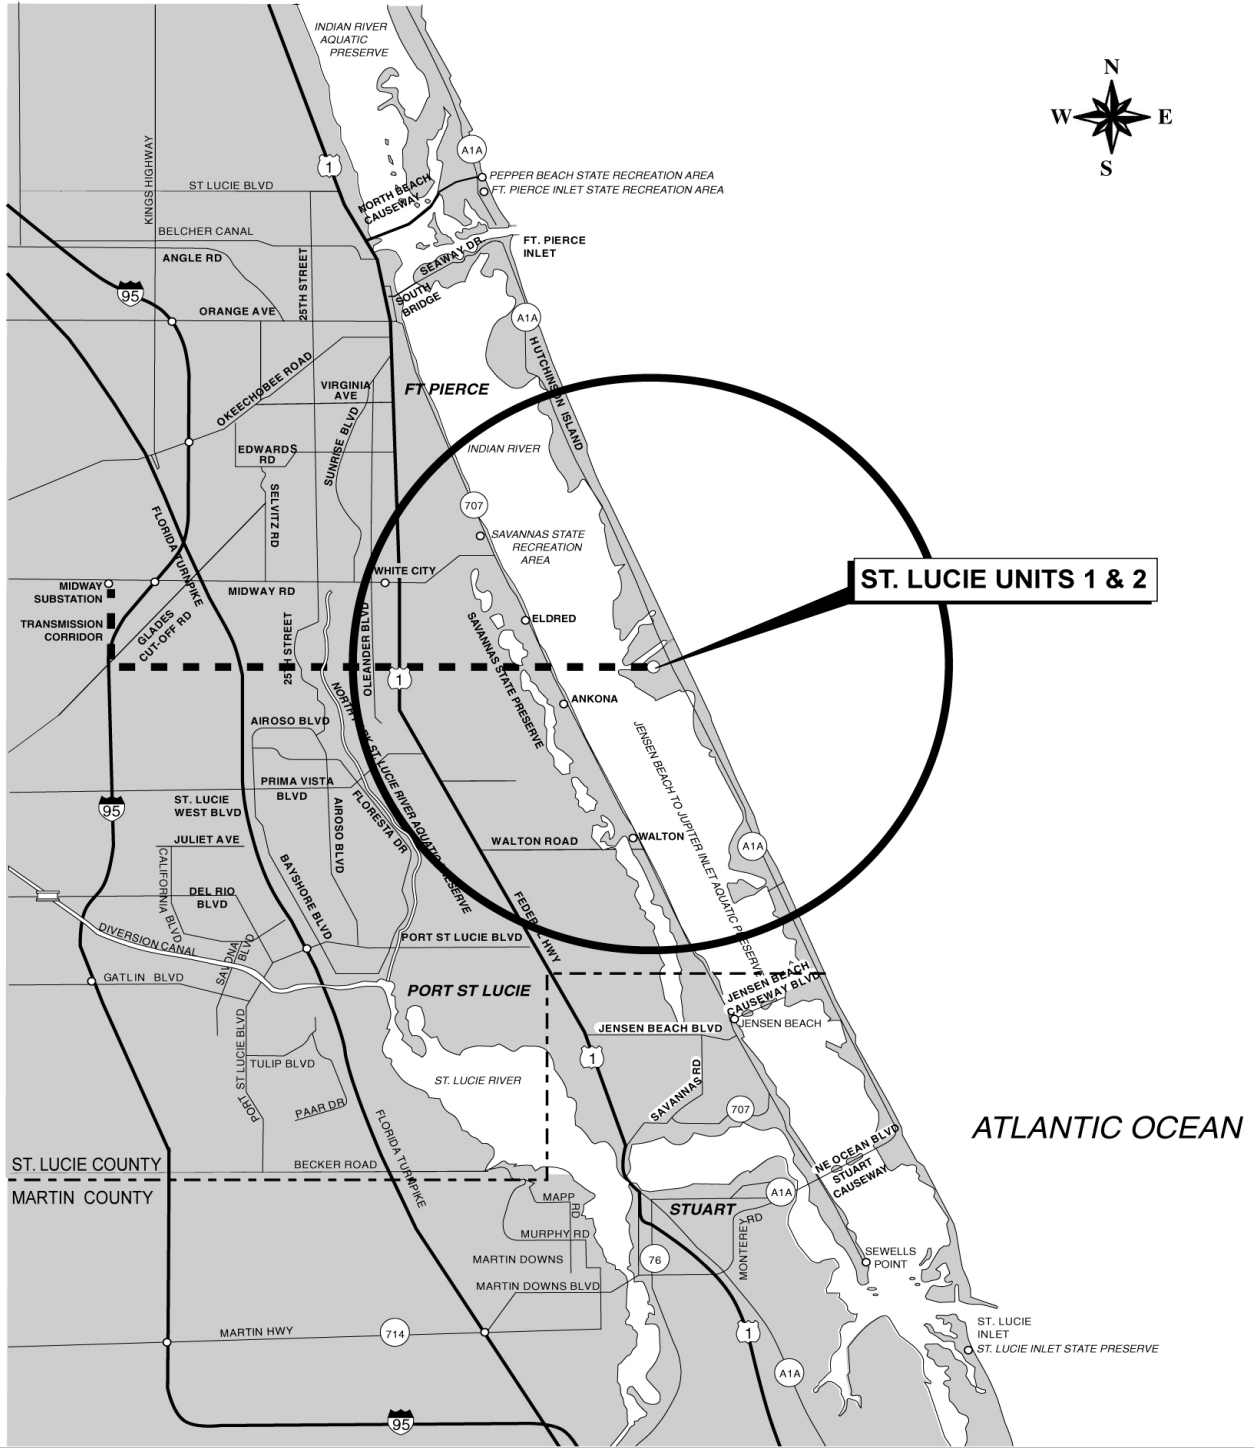 INDIAN RIVER
AQUATIC
PRESERVE
N
W
E
S
A1A
1
KINGS HIGHWAY
PEPPER BEACH STATE RECREATION AREA
FT. PIERCE INLET STATE RECREATION AREA
ST LUCIE BLVD
NORTH BEACH
CAUSEWAY
BELCHER CANAL
SEAWAY DR.
FT. PIERCE
INLET
ANGLE RD
25TH STREET
95
SOUTH
BRIDGE
ORANGE AVE
A1A
HUTCHINSON ISLAND
OKEECHOBEE ROAD
VIRGINIA
AVE
FT PIERCE
SUNRISE BLVD
EDWARDS
RD
INDIAN RIVER
SELVITZ RD
707
FLORIDA TURNPIKE
SAVANNAS STATE
RECREATION
AREA
WHITE CITY
MIDWAY
SUBSTATION
MIDWAY RD
ST. LUCIE UNITS 1 & 2
TRANSMISSION
CORRIDOR
GLADES
CUT-OFF RD
25TH STREET
OLEANDER BLVD
ELDRED
SAVANNAS STATE PRESERVE
1
ANKONA
NORTH FORK ST. LUCIE RIVER AQUATIC PRESERVE
AIROSO BLVD
JENSEN BEACH TO JUPITER INLET AQUATIC PRESERVE
PRIMA VISTA
BLVD
95
ST. LUCIE
WEST BLVD
AIROSO BLVD
FLORESTA DR
JULIET AVE
WALTON ROAD
WALTON
A1A
CALIFORNIA BLVD
BAYSHORE BLVD
DEL RIO
BLVD
FEDERAL HWY
DIVERSION CANAL
SAVONA
BLVD
PORT ST LUCIE BLVD
GATLIN BLVD
PORT ST LUCIE
JENSEN BEACH
CAUSEWAY BLVD
JENSEN BEACH BLVD
JENSEN BEACH
PORT ST LUCIE BLVD
TULIP BLVD
1
ST. LUCIE RIVER
SAVANNAS RD
PAAR DR
707
FLORIDA TURNPIKE
ATLANTIC OCEAN
NE OCEAN BLVD
STUART
CAUSEWAY
ST. LUCIE COUNTY
BECKER ROAD
MARTIN COUNTY
MAPP
RD
A1A
STUART
MONTEREY RD
MURPHY RD
MARTIN DOWNS
76
SEWELLS
POINT
MARTIN DOWNS BLVD
MARTIN HWY
714
1
ST. LUCIE
INLET
ST. LUCIE INLET STATE PRESERVE
A1A
95